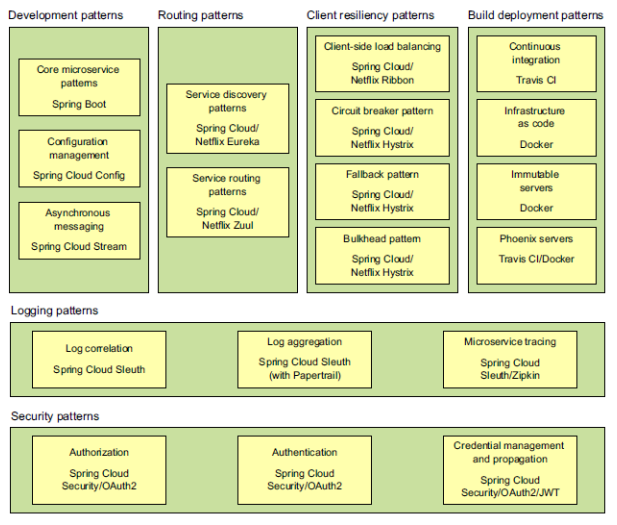 Development patterns
Core microservice
patterns
Spring Boot
Configuration
management
Spring Cloud Config
Asynchronous
messaging
Spring Cloud Stream
Routing patterns
Service discovery
patterns
Spring Cloud/
Netflix Eureka
Service routing
patterns
Spring Cloud/
Netflix Zuul
Client resiliency patterns
Client-side load balancing
Spring Cloud/
Netflix Ribbon
Circuit breaker pattern
Spring Cloud/
Netflix Hystrix
Fallback pattern
Spring Cloud/
Netflix Hystrix
Bulkhead pattern
Spring Cloud/
Netflix Hystrix
Build deployment patterns
Continuous
integration
Travis CI
Infrastructure
as code
Docker
Immutable
servers
Docker
Phoenix servers
Travis CI/Docker
Logging patterns
Log correlation
Spring Cloud Sleuth
Log aggregation
Spring Cloud Sleuth
(with Papertrail)
Microservice tracing
Spring Cloud
Sleuth/Zipkin
Security patterns
Authorization
Spring Cloud
Security/OAuth2
Authentication
Spring Cloud
Security/OAuth2
Credential management
and propagation
Spring Cloud
Security/OAuth2/JWT